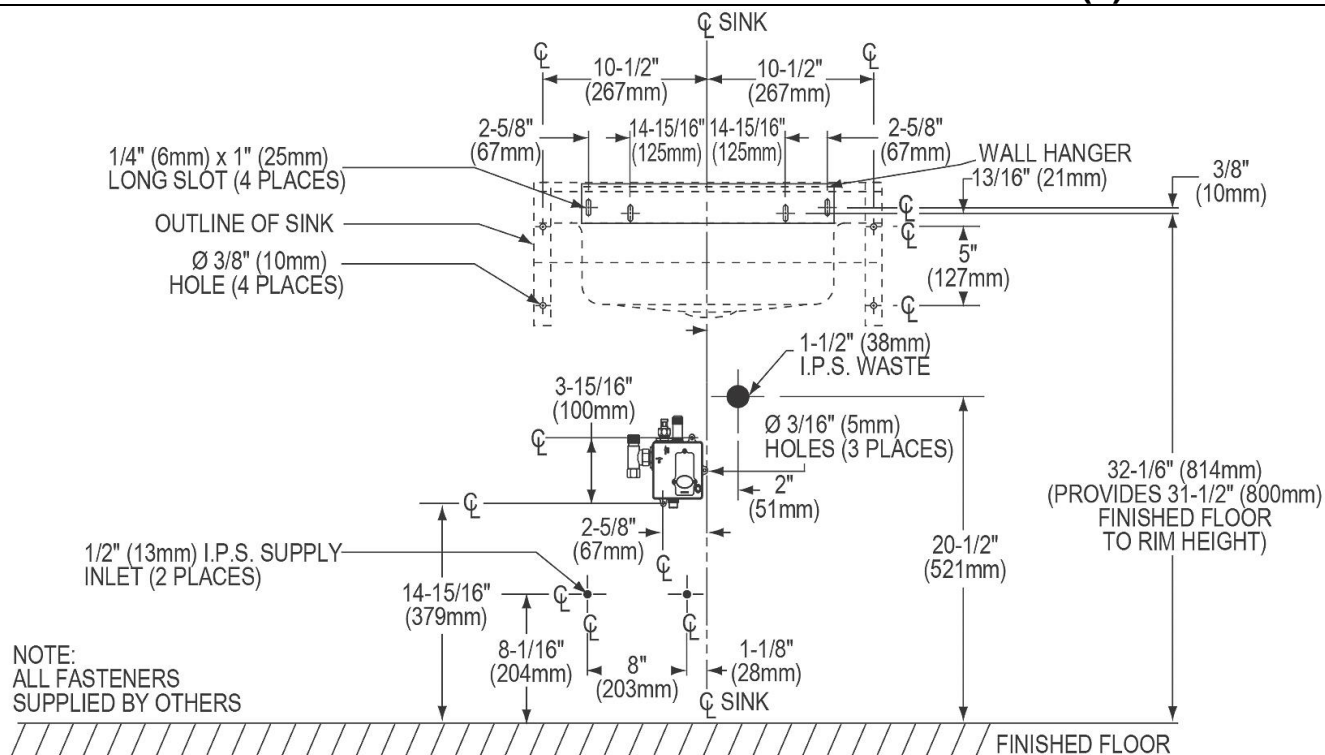 ℄ SINK
℄
℄
10-1/2"
(267mm)
10-1/2"
(267mm)
2-5/8"
(67mm)
14-15/16"
(125mm)
14-15/16"
(125mm)
2-5/8"
(67mm)
1/4" (6mm) x 1" (25mm)
LONG SLOT (4 PLACES)
WALL HANGER
13/16" (21mm)
3/8"
(10mm)
℄
OUTLINE OF SINK
℄
Ø 3/8" (10mm)
HOLE (4 PLACES)
5"
(127mm)
℄
1-1/2" (38mm)
I.P.S. WASTE
3-15/16"
(100mm)
℄
Ø 3/16" (5mm)
HOLES (3 PLACES)
32-1/6" (814mm)
(PROVIDES 31-1/2" (800mm)
FINISHED FLOOR
TO RIM HEIGHT)
2"
(51mm)
℄
2-5/8"
(67mm)
℄
20-1/2"
(521mm)
1/2" (13mm) I.P.S. SUPPLY
INLET (2 PLACES)
14-15/16"
(379mm)
℄
℄
℄
8-1/16"
(204mm)
8"
(203mm)
1-1/8"
(28mm)
NOTE:
ALL FASTENERS
SUPPLIED BY OTHERS
℄ SINK
FINISHED FLOOR